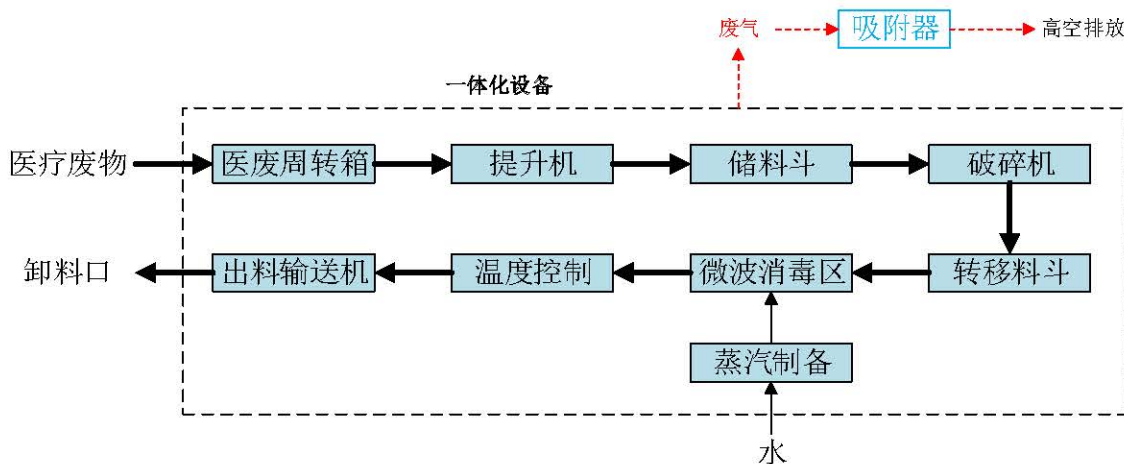 废气
吸附器
高空排放
一体化设备
医疗废物
医废周转箱
提升机
储料斗
破碎机
卸料口
出料输送机
温度控制
微波消毒区
转移料斗
蒸汽制备
水